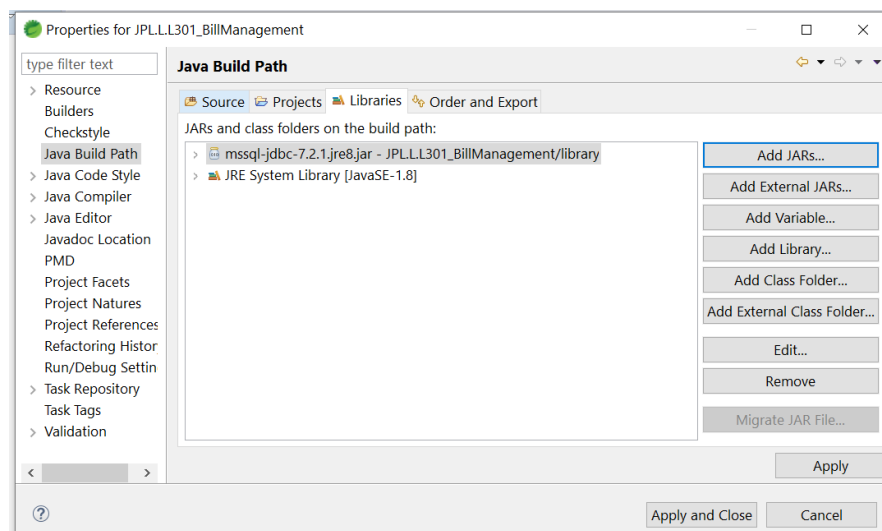 Properties for JPL.L.L301_BillManagement
type filter text
Resource
Builders
Checkstyle
Java Build Path
Java Code Style
Java Compiler
Java Editor
Javadoc Location
PMD
Project Facets
Project Natures
Project References
Refactoring Histor
Run/Debug Settin
Task Repository
Task Tags
Validation
Java Build Path
Source Projects Libraries Order and Export
JARs and class folders on the build path:
mssql-jdbc-7.2.1.jre8.jar - JPL.L.L301_BillManagement/library
JRE System Library [JavaSE-1.8]
Add JARs...
Add External JARs...
Add Variable...
Add Library...
Add Class Folder...
Add External Class Folder...
Edit...
Remove
Migrate JAR File...
Apply
Apply and Close Cancel